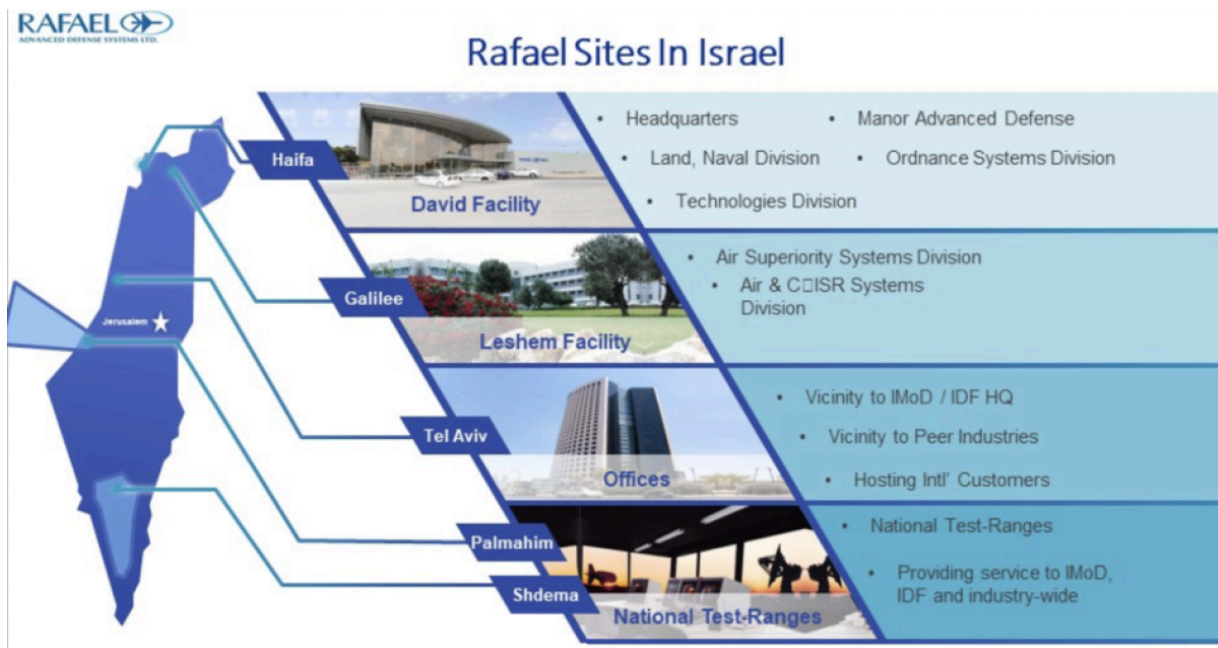 RAFAEL
ADVANCED DEFENSE SYSTEMS LTD.
Rafael Sites In Israel
Haifa
David Facility
• Headquarters
• Manor Advanced Defense
• Land, Naval Division
• Ordnance Systems Division
• Technologies Division
Galilee
Leshem Facility
• Air Superiority Systems Division
• Air & C□ISR Systems
Division
Jerusalem
Tel Aviv
Offices
• Vicinity to IMoD / IDF HQ
• Vicinity to Peer Industries
• Hosting Intl' Customers
Palmahim
Shdema
National Test-Ranges
• National Test-Ranges
• Providing service to IMoD,
IDF and industry-wide